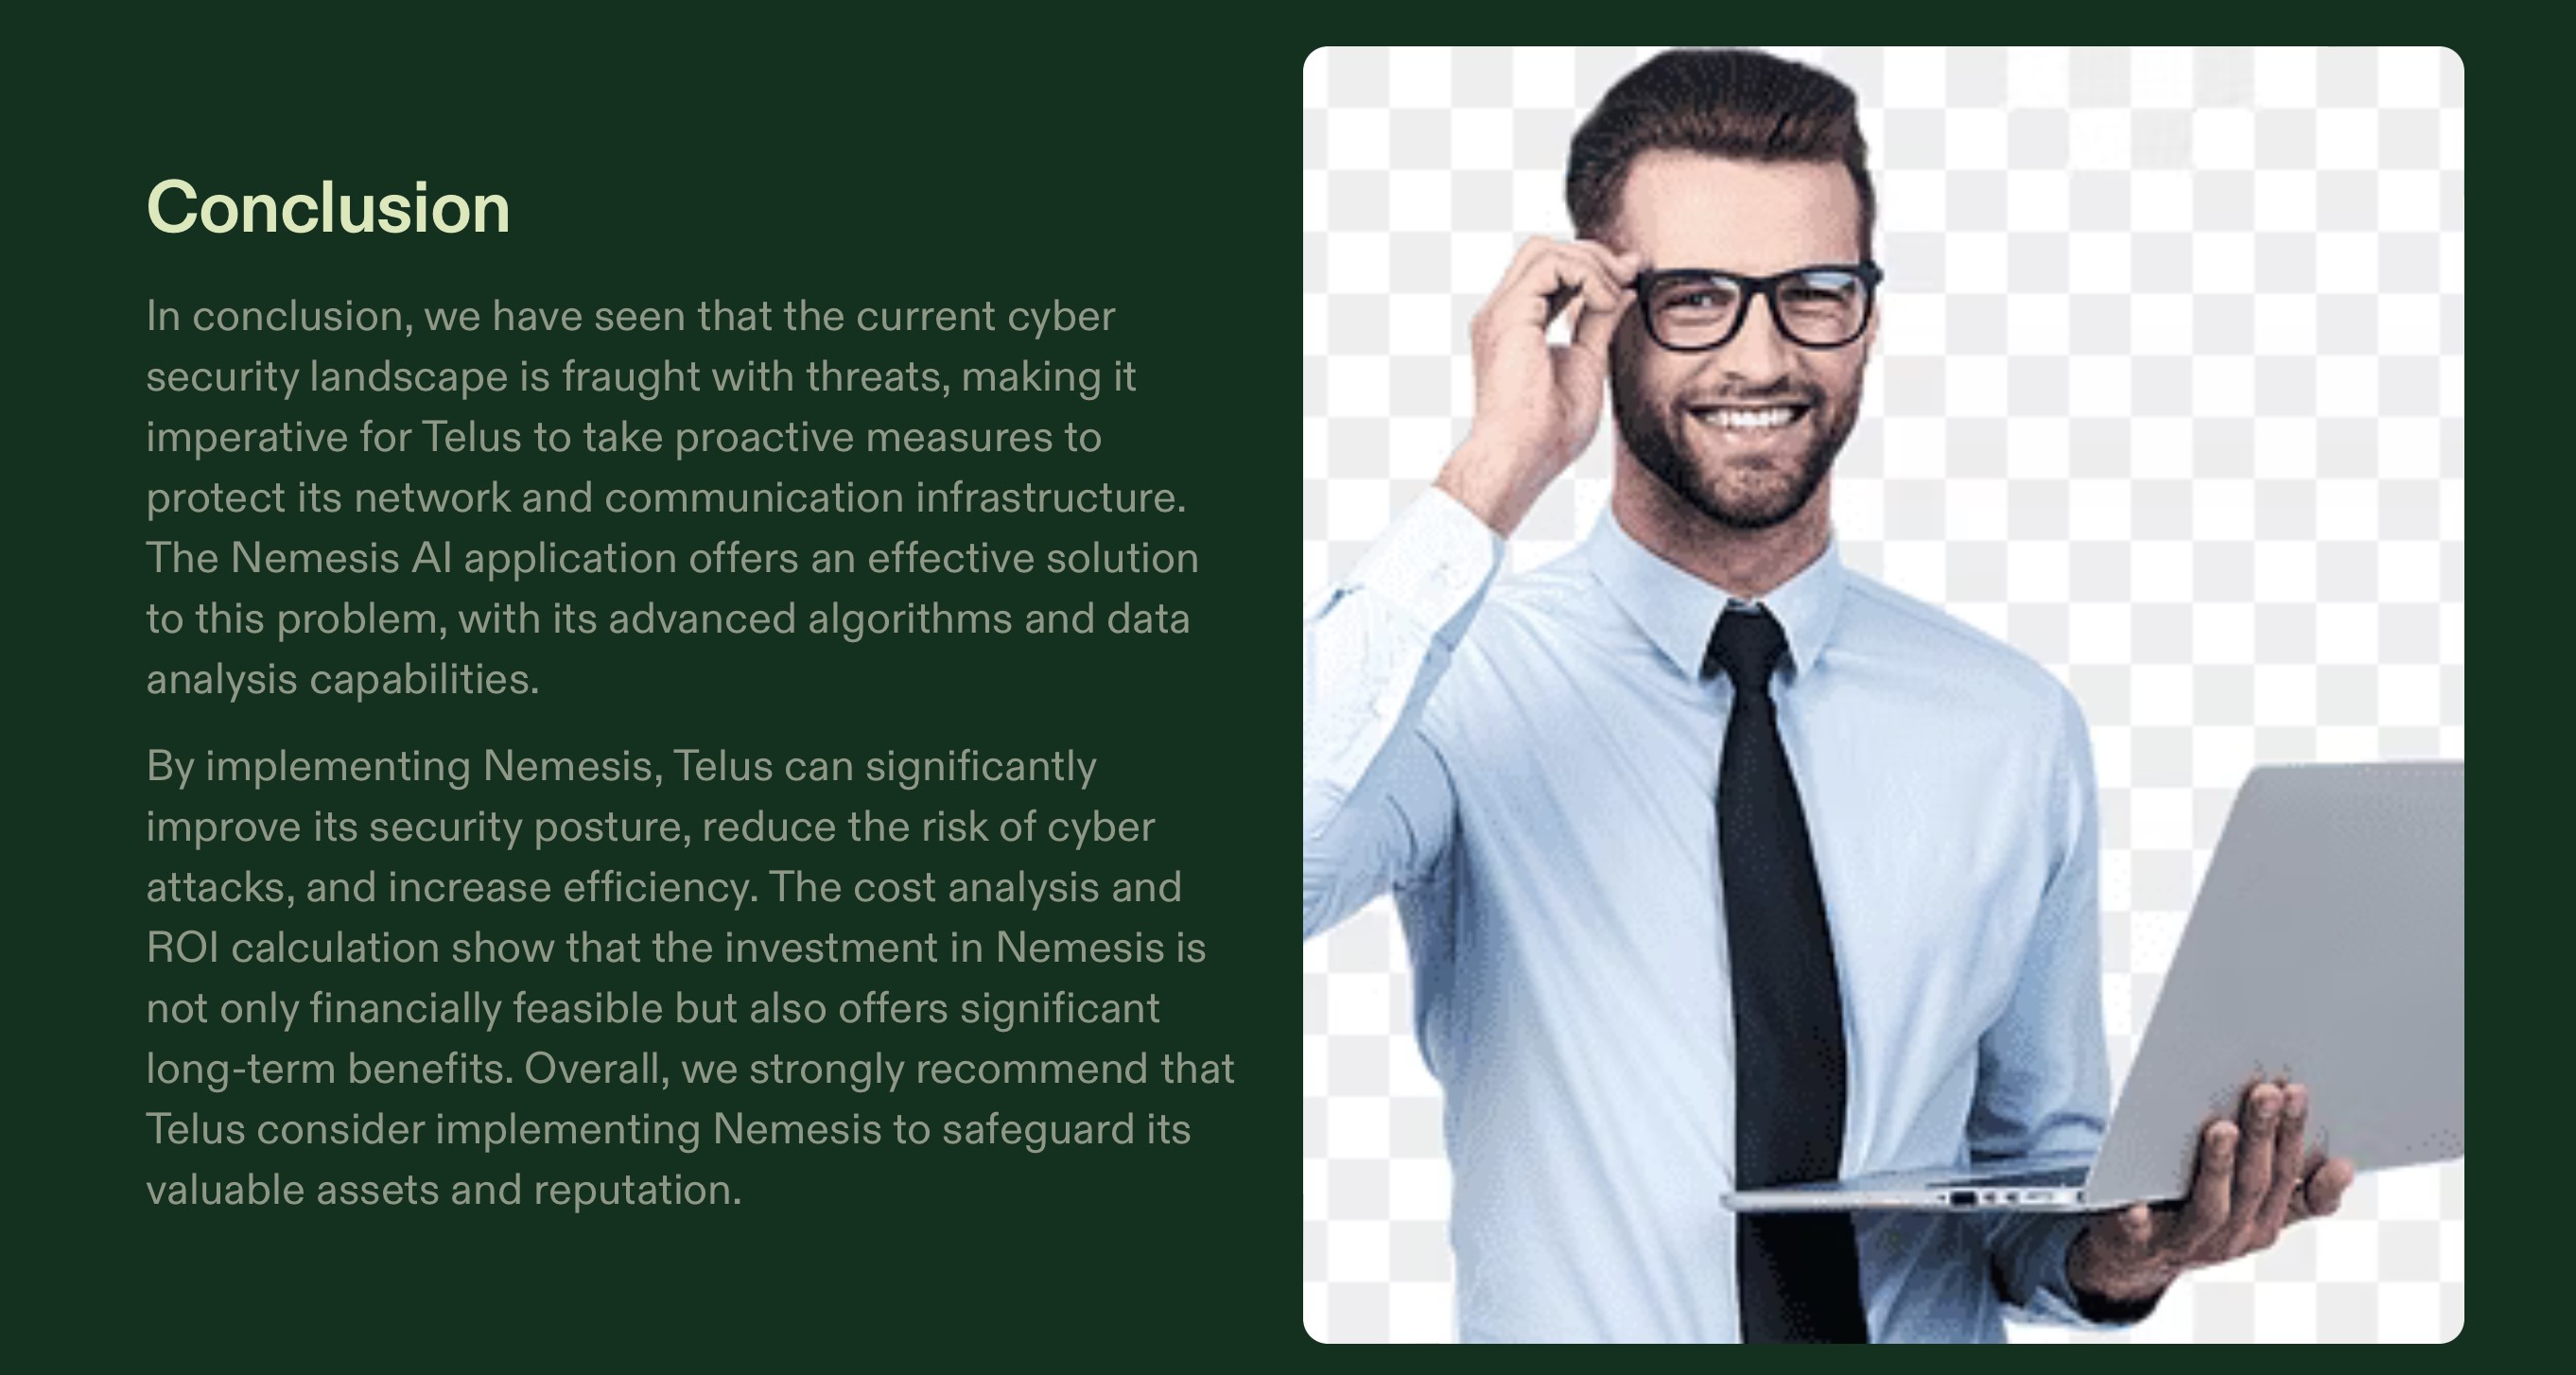 Conclusion
In conclusion, we have seen that the current cyber
security landscape is fraught with threats, making it
imperative for Telus to take proactive measures to
protect its network and communication infrastructure.
The Nemesis AI application offers an effective solution
to this problem, with its advanced algorithms and data
analysis capabilities.
By implementing Nemesis, Telus can significantly
improve its security posture, reduce the risk of cyber
attacks, and increase efficiency. The cost analysis and
ROI calculation show that the investment in Nemesis is
not only financially feasible but also offers significant
long-term benefits. Overall, we strongly recommend that
Telus consider implementing Nemesis to safeguard its
valuable assets and reputation.